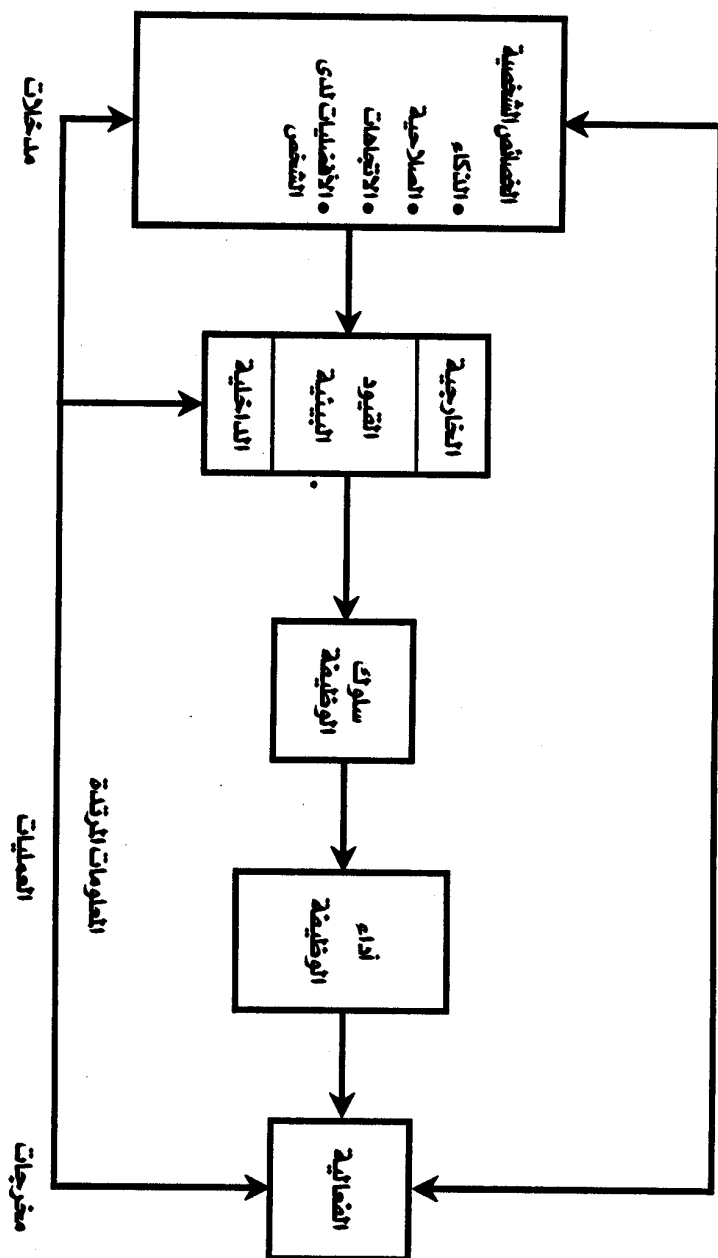 الخصائص الشخصية
• الذكاء
• الصلاحية
• الاتجاهات
• الأفضليات لدى
الشخص
الخارجية
القيود
البيئية
الداخلية
سلوك
الوظيفة
أداء
الوظيفة
الفعالية
المعلومات المرتدة
مدخلات
العمليات
مخرجات